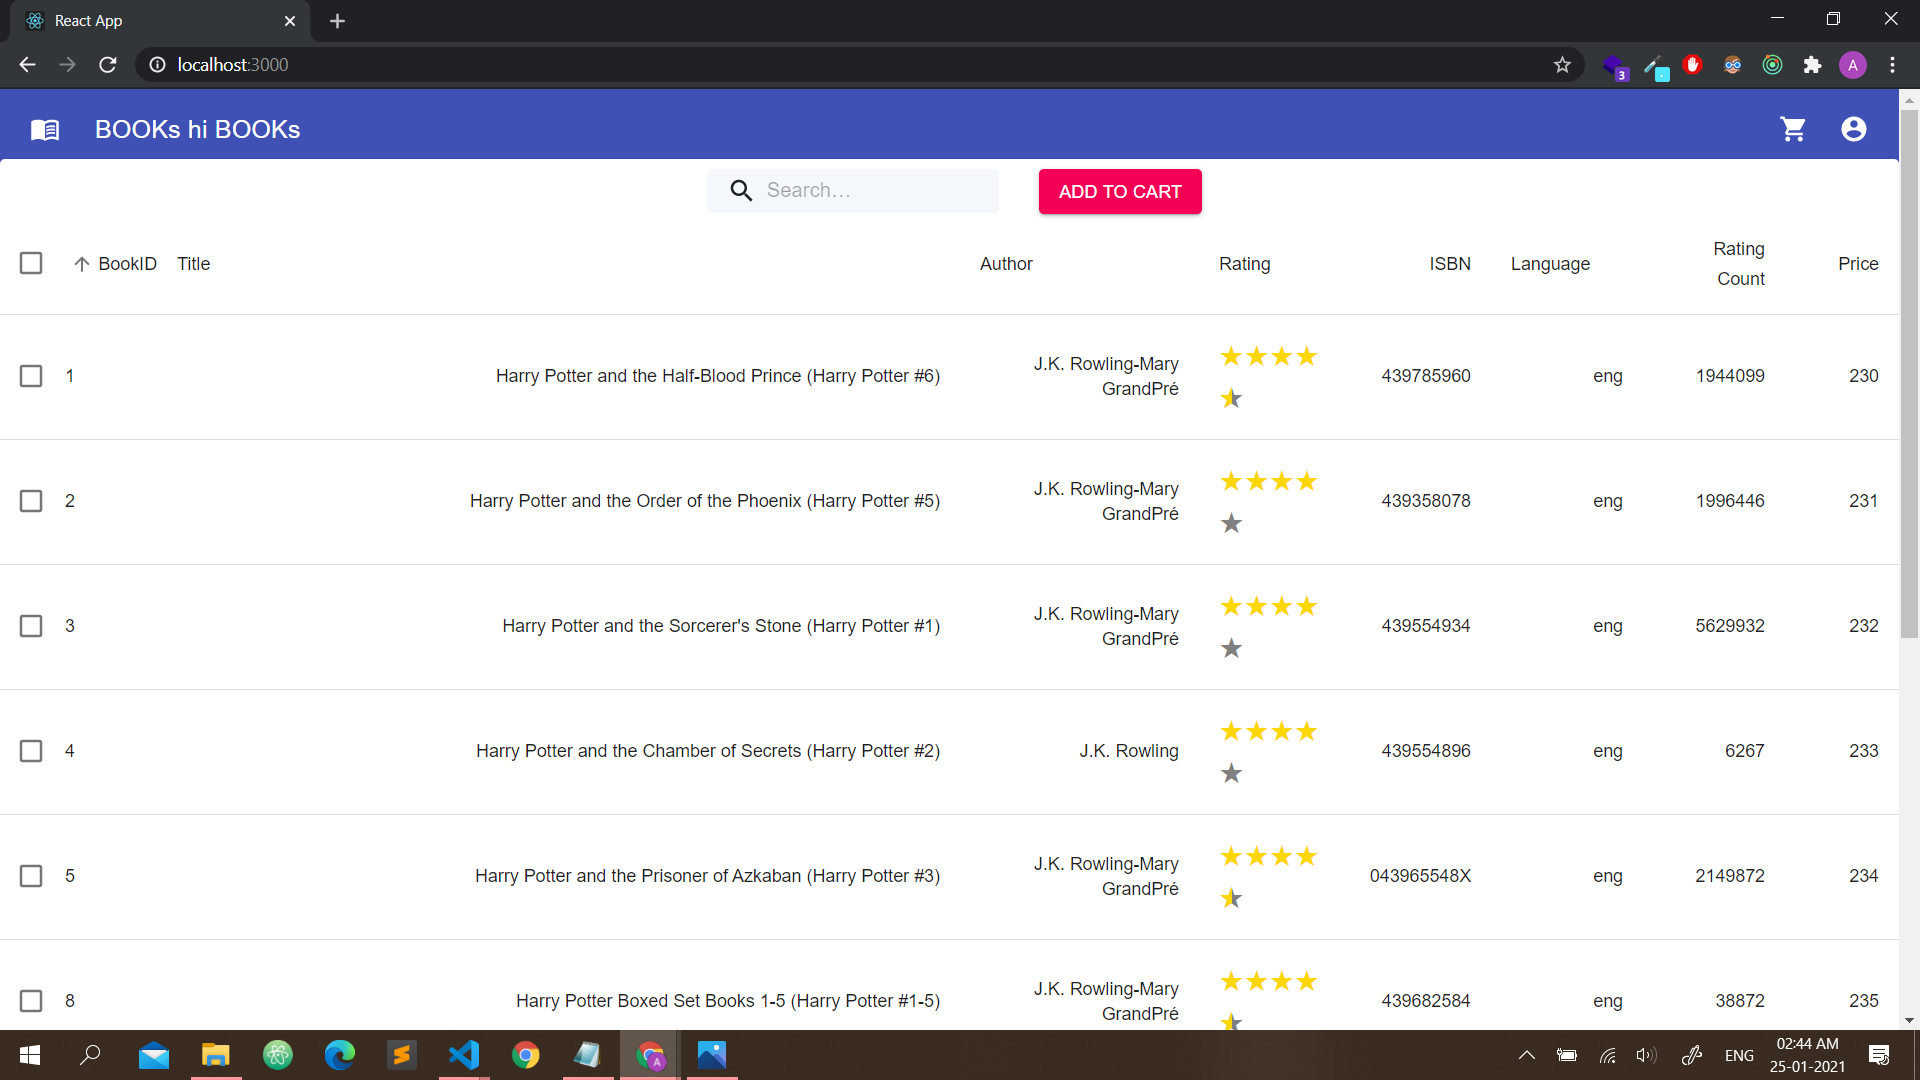 React App
localhost:3000
3
A
BOOKs hi BOOKs
Search…
ADD TO CART
BookID Title Author Rating ISBN Language Rating Count Price
1 Harry Potter and the Half-Blood Prince (Harry Potter #6) J.K. Rowling-Mary GrandPré 439785960 eng 1944099 230
2 Harry Potter and the Order of the Phoenix (Harry Potter #5) J.K. Rowling-Mary GrandPré 439358078 eng 1996446 231
3 Harry Potter and the Sorcerer's Stone (Harry Potter #1) J.K. Rowling-Mary GrandPré 439554934 eng 5629932 232
4 Harry Potter and the Chamber of Secrets (Harry Potter #2) J.K. Rowling 439554896 eng 6267 233
5 Harry Potter and the Prisoner of Azkaban (Harry Potter #3) J.K. Rowling-Mary GrandPré 043965548X eng 2149872 234
8 Harry Potter Boxed Set Books 1-5 (Harry Potter #1-5) J.K. Rowling-Mary GrandPré 439682584 eng 38872 235
A
ENG
02:44 AM
25-01-2021